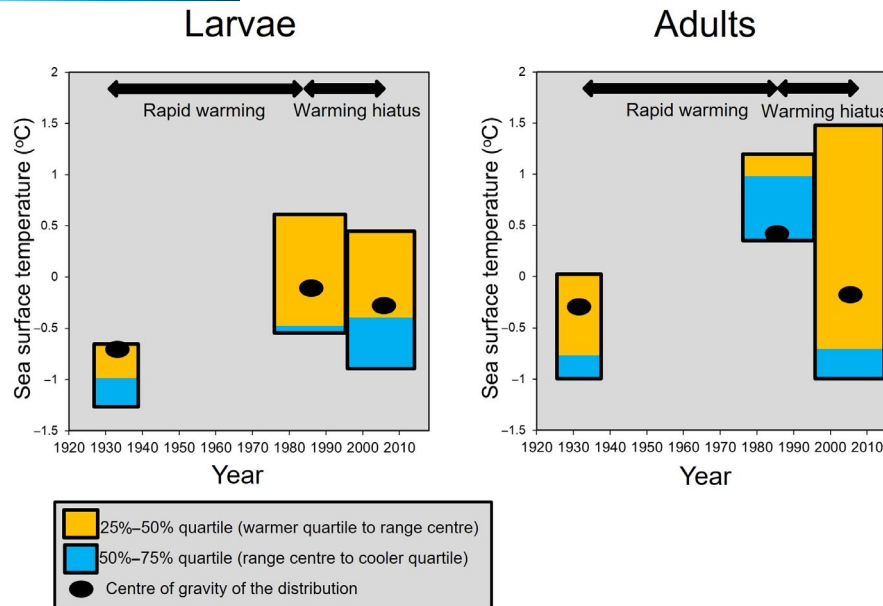 Larvae
Adults
Sea surface temperature (ºC)
2
1.5
1
0.5
0
–0.5
–1
–1.5
Rapid warming
Warming hiatus
1920 1930 1940 1950 1960 1970 1980 1990 2000 2010
Year
Sea surface temperature (ºC)
2
1.5
1
0.5
0
–0.5
–1
–1.5
Rapid warming
Warming hiatus
1920 1930 1940 1950 1960 1970 1980 1990 2000 2010
Year
25%–50% quartile (warmer quartile to range centre)
50%–75% quartile (range centre to cooler quartile)
Centre of gravity of the distribution